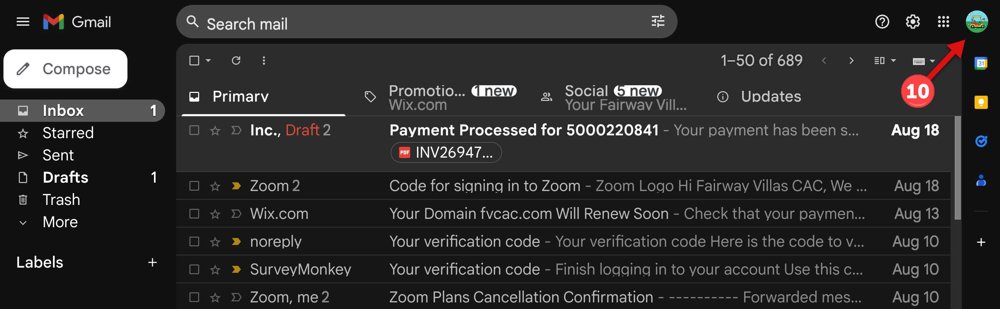 Gmail
Search mail
Compose
1–50 of 689
10
Primary
Promotio... 1 new
Wix.com
Social 5 new
Your Fairway Vill...
Updates
Inbox 1
Starred
Sent
Drafts 1
Trash
More
Labels
Inc., Draft 2 Payment Processed for 5000220841 - Your payment has been s... Aug 18
PDF INV26947...
Zoom 2 Code for signing in to Zoom - Zoom Logo Hi Fairway Villas CAC, We ... Aug 18
Wix.com Your Domain fvcac.com Will Renew Soon - Check that your paymen... Aug 13
noreply Your verification code - Your verification code Here is the code to v... Aug 10
SurveyMonkey Your verification code - Finish logging in to your account Use this c... Aug 10
Zoom, me 2 Zoom Plans Cancellation Confirmation - ---------- Forwarded mes... Aug 10
31